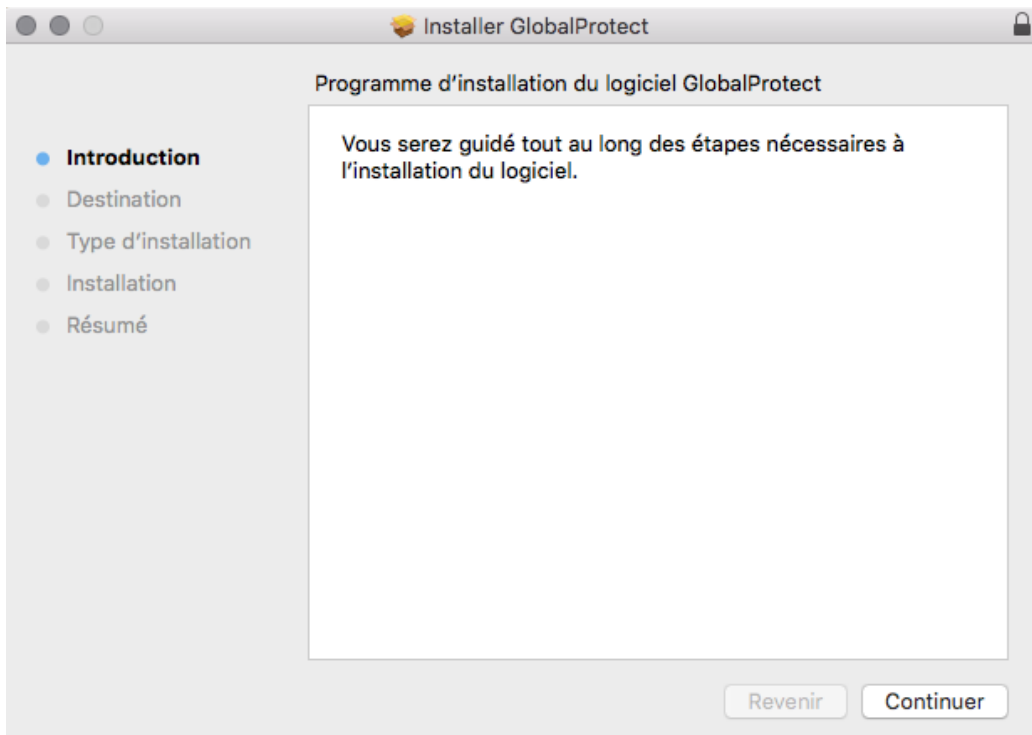 Installer GlobalProtect
Programme d'installation du logiciel GlobalProtect
Vous serez guidé tout au long des étapes nécessaires à
l'installation du logiciel.
Introduction
Destination
Type d'installation
Installation
Résumé
Revenir
Continuer